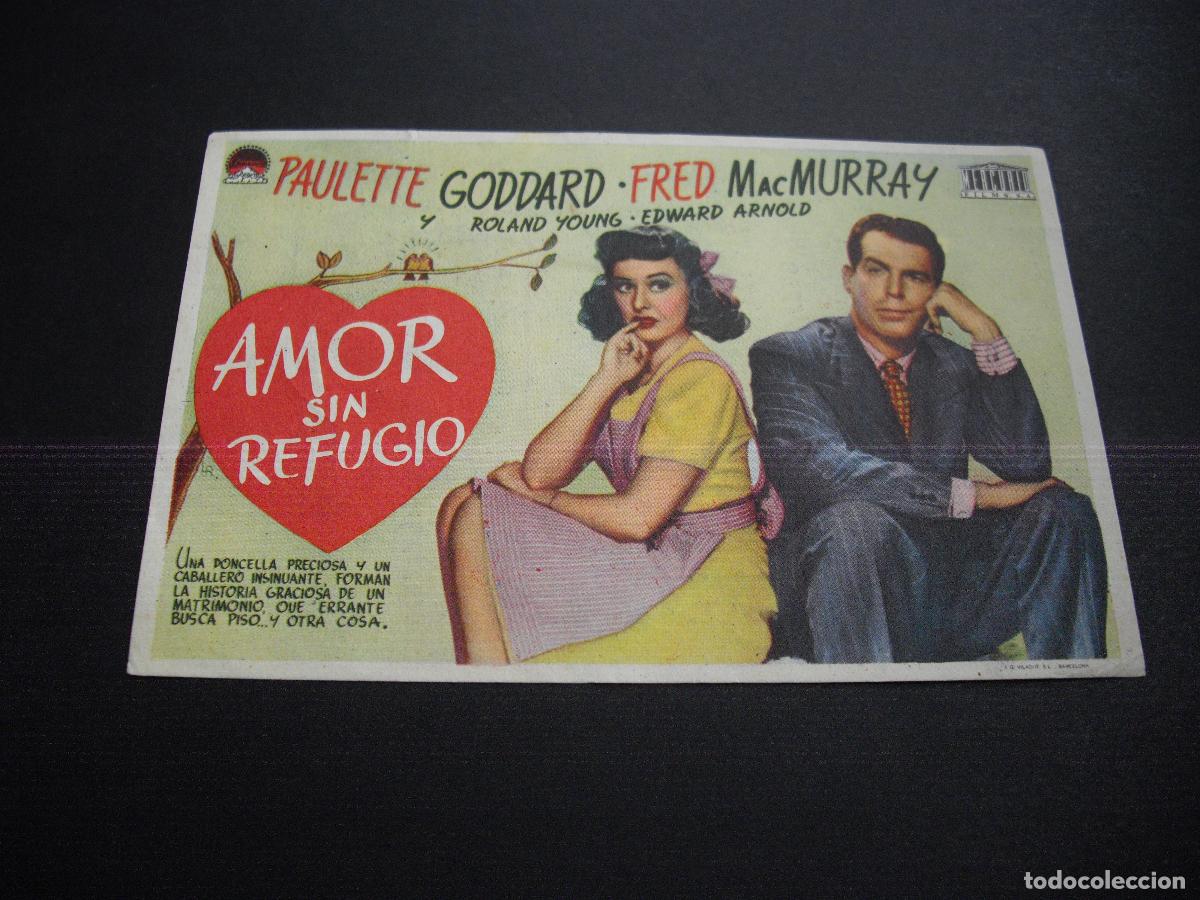 PAULETTE GODDARD · FRED MacMURRAY
Y ROLAND YOUNG · EDWARD ARNOLD
AMOR
SIN
REFUGIO
UNA DONCELLA PRECIOSA Y UN
CABALLERO INSINUANTE, FORMAN
LA HISTORIA GRACIOSA DE UN
MATRIMONIO, QUE ERRANTE
BUSCA PISO... Y OTRA COSA.
todocoleccion